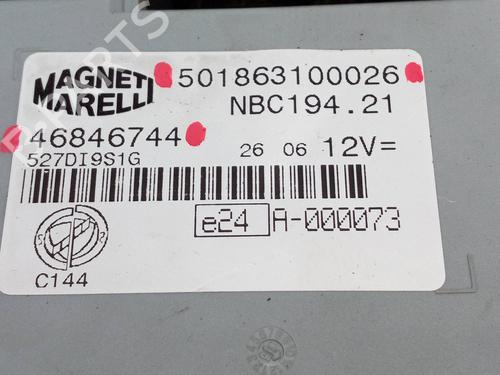 MAGNETI
MARELLI
501863100026
NBC194.21
46846744
527DI9S1G
26 06 12V=
e24 A-000073
C144